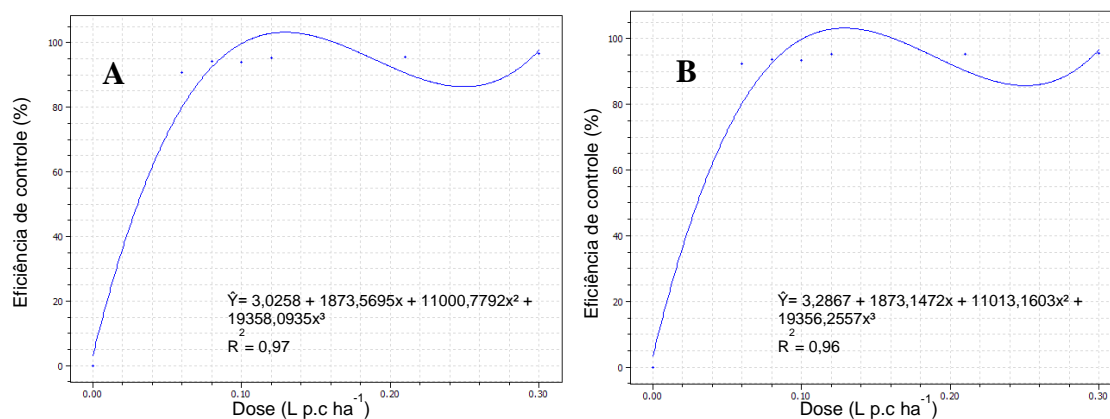 A
Eficiência de controle (%)
100
80
60
40
20
0
Ŷ= 3,0258 + 1873,5695x + 11000,7792x² +
19358,0935x³
R² = 0,97
0.00 0.10 0.20 0.30
Dose (L p.c ha⁻¹)
B
Eficiência de controle (%)
100
80
60
40
20
0
Ŷ= 3,2867 + 1873,1472x + 11013,1603x² +
19356,2557x³
R² = 0,96
0.00 0.10 0.20 0.30
Dose (L p.c ha⁻¹)